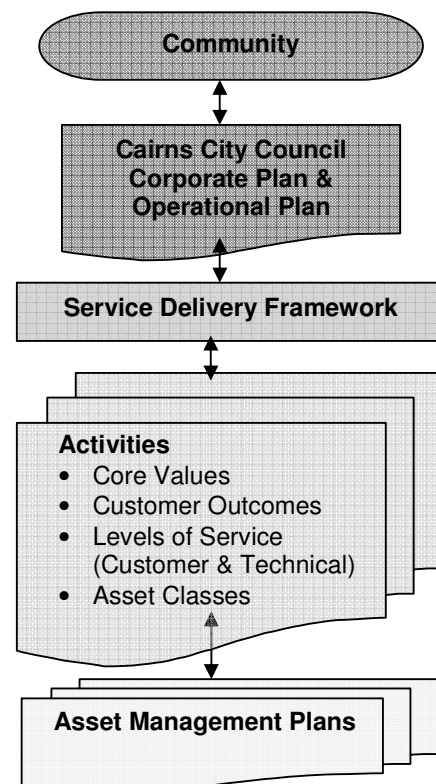 Community
Cairns City Council
Corporate Plan &
Operational Plan
Service Delivery Framework
Activities
• Core Values
• Customer Outcomes
• Levels of Service
(Customer & Technical)
• Asset Classes
Asset Management Plans